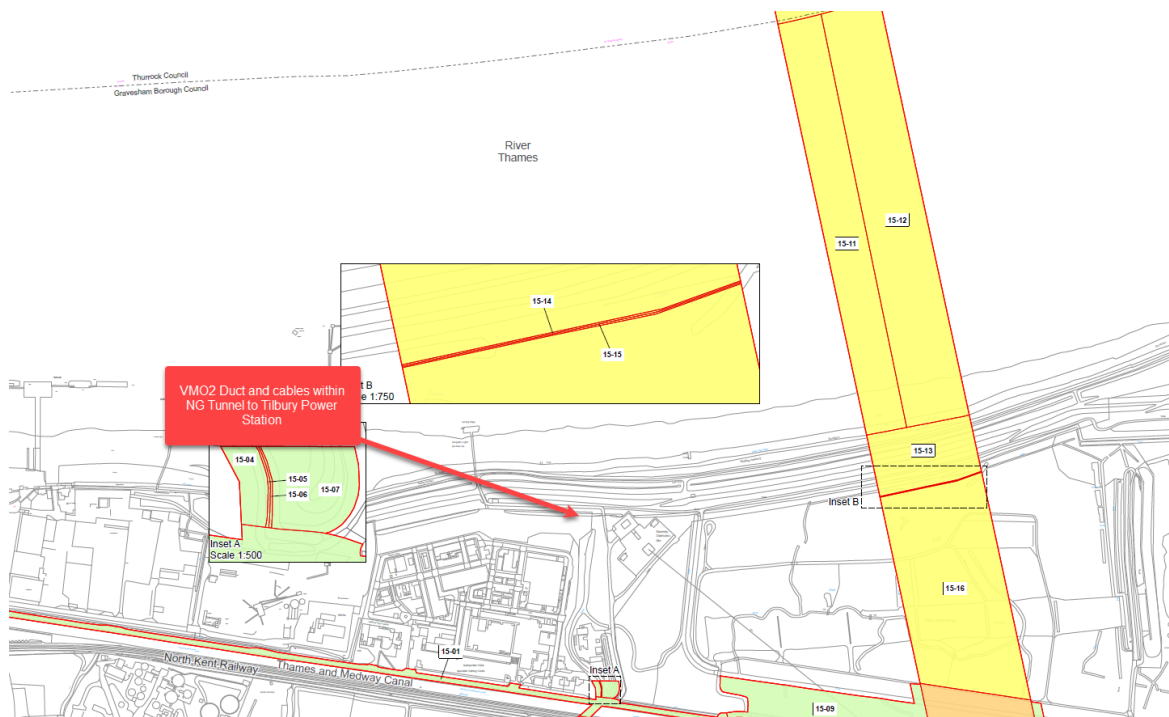 Thurrock Council
Gravesham Borough Council
River
Thames
15-12
15-11
15-14
15-15
VMO2 Duct and cables within
NG Tunnel to Tilbury Power
Station
t B
le 1:750
15-13
Inset B
15-04
15-05
15-06
15-07
Inset A
Scale 1:500
15-16
North Kent Railway
Thames and Medway Canal
15-01
Inset A
15-09